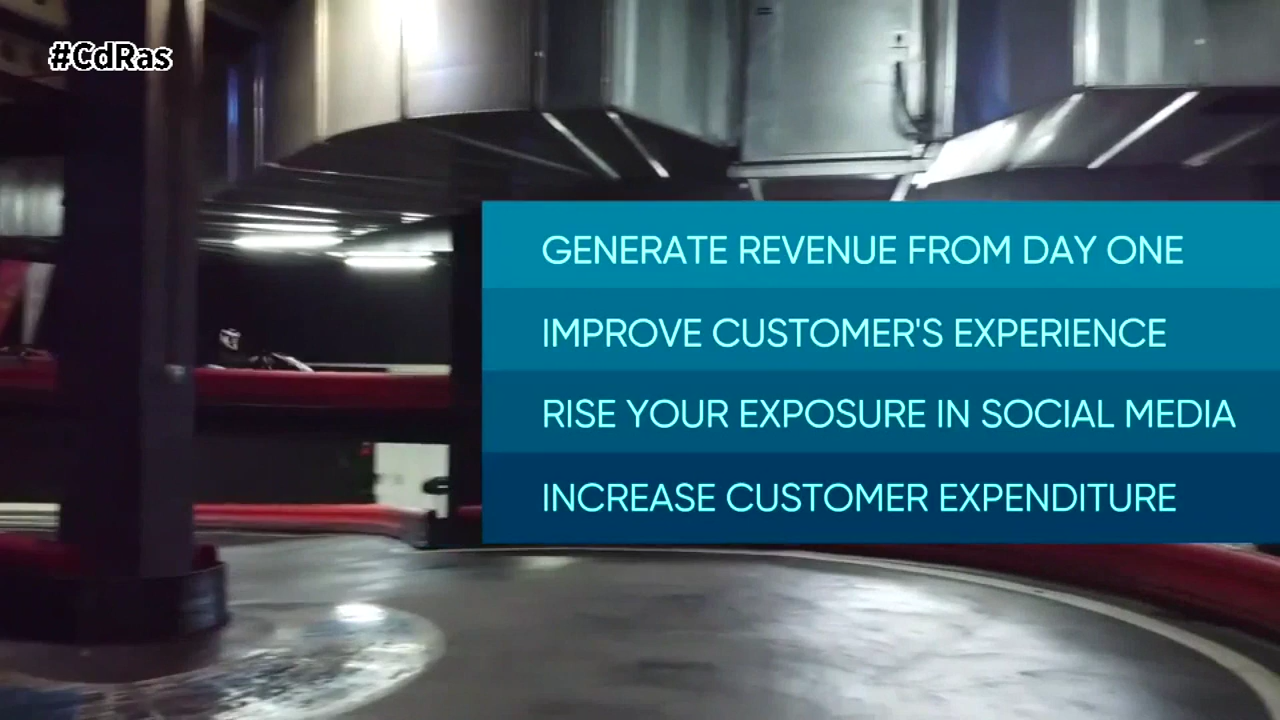 #CdRas
GENERATE REVENUE FROM DAY ONE
IMPROVE CUSTOMER'S EXPERIENCE
RISE YOUR EXPOSURE IN SOCIAL MEDIA
INCREASE CUSTOMER EXPENDITURE